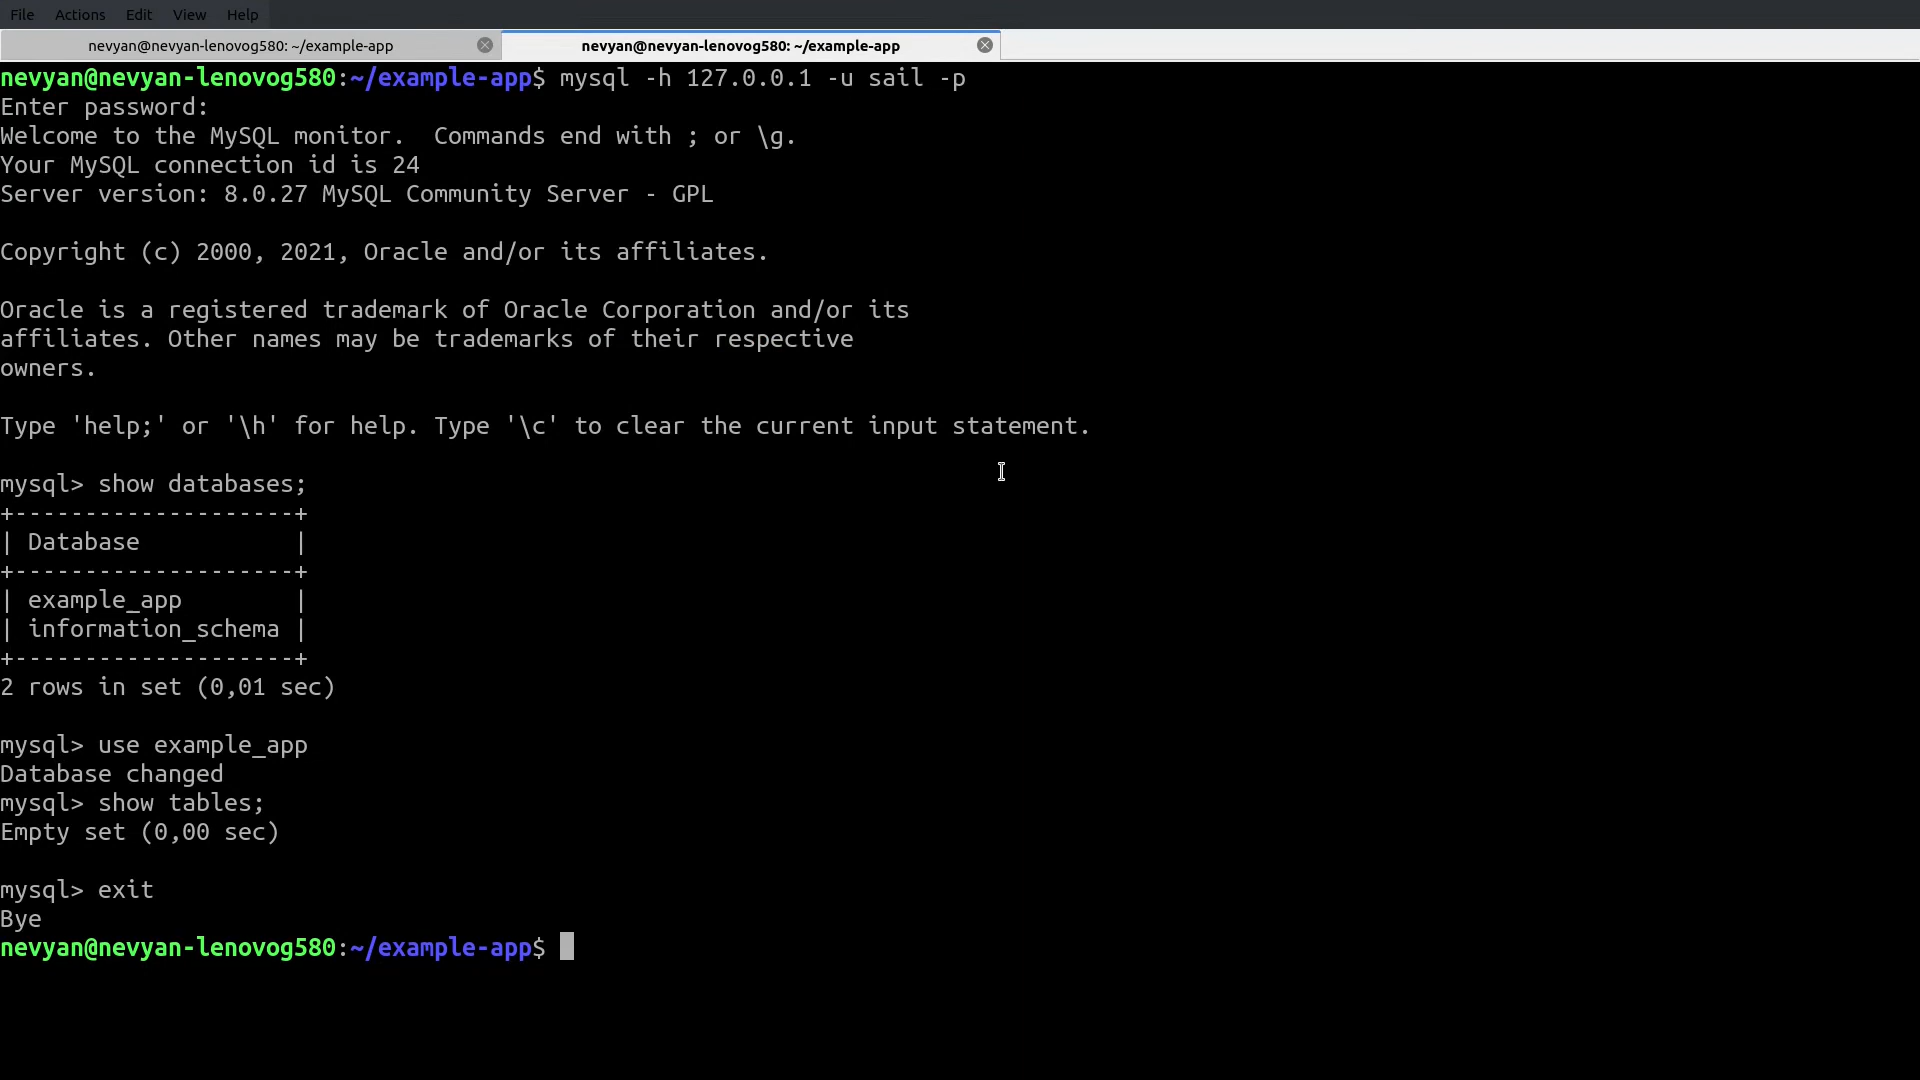 File Actions Edit View Help
nevyan@nevyan-lenovog580: ~/example-app nevyan@nevyan-lenovog580: ~/example-app
nevyan@nevyan-lenovog580:~/example-app$ mysql -h 127.0.0.1 -u sail -p
Enter password:
Welcome to the MySQL monitor.  Commands end with ; or \g.
Your MySQL connection id is 24
Server version: 8.0.27 MySQL Community Server - GPL
Copyright (c) 2000, 2021, Oracle and/or its affiliates.
Oracle is a registered trademark of Oracle Corporation and/or its
affiliates. Other names may be trademarks of their respective
owners.
Type 'help;' or '\h' for help. Type '\c' to clear the current input statement.
mysql> show databases;
+--------------------+
| Database           |
+--------------------+
| example_app        |
| information_schema |
+--------------------+
2 rows in set (0,01 sec)
mysql> use example_app
Database changed
mysql> show tables;
Empty set (0,00 sec)
mysql> exit
Bye
nevyan@nevyan-lenovog580:~/example-app$